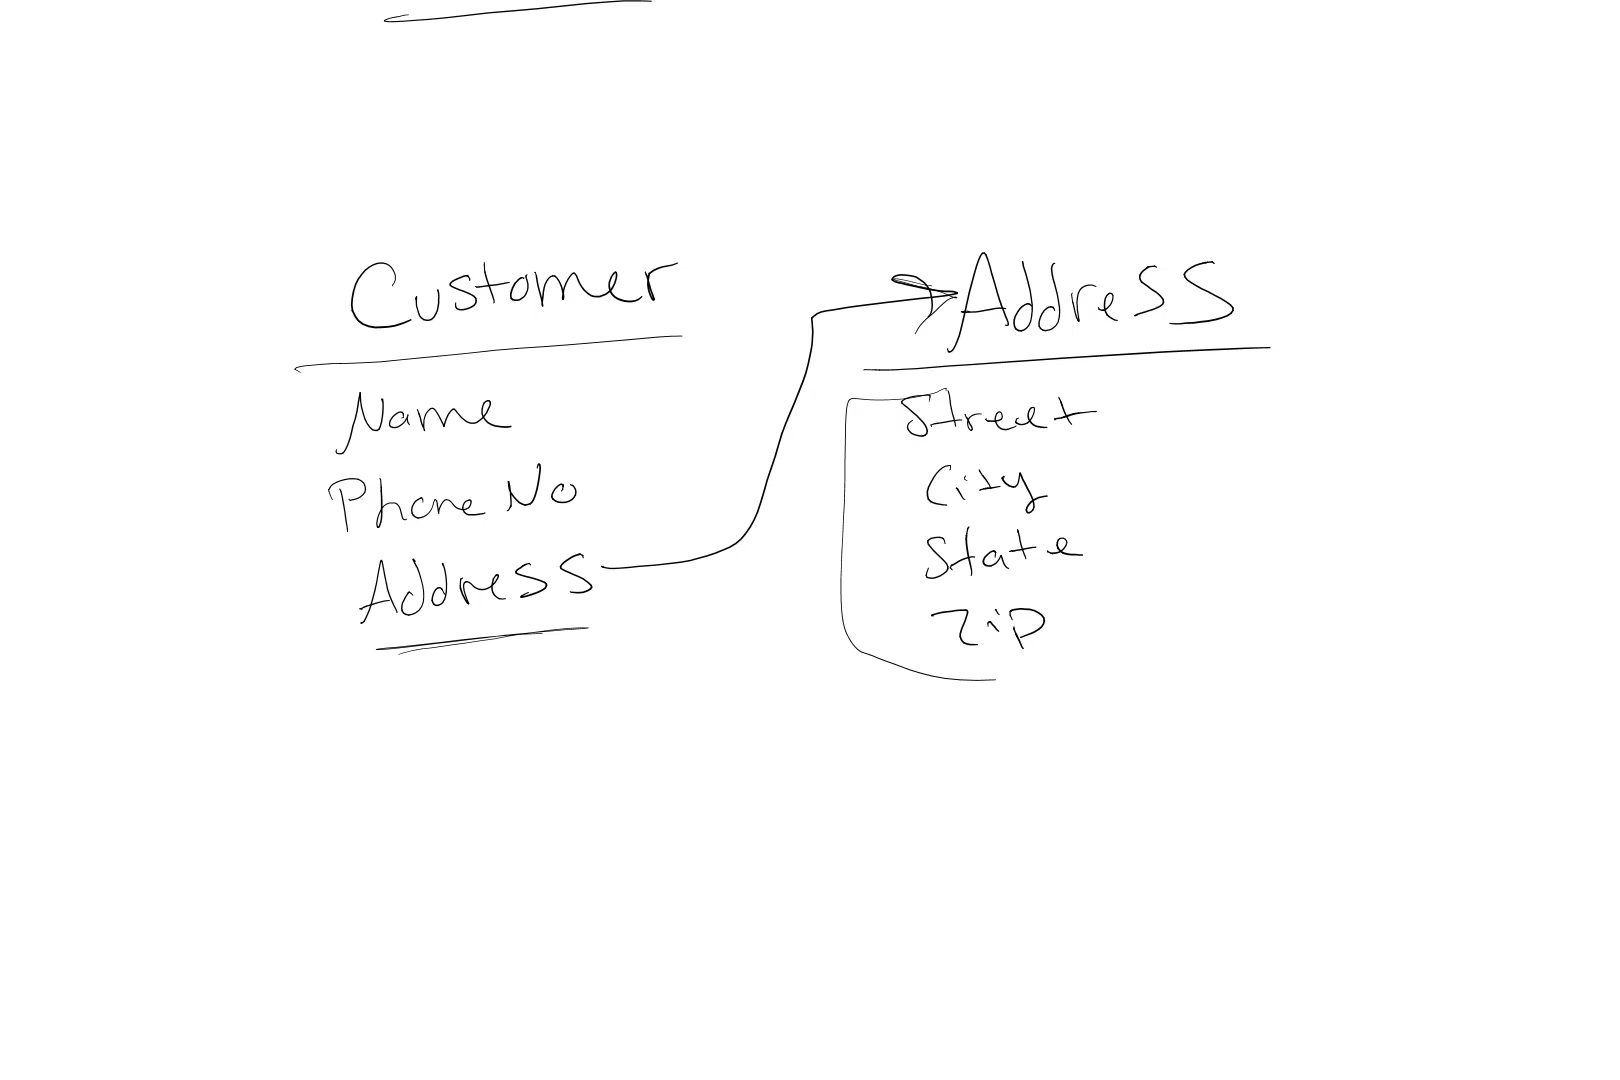 Customer
Name
Phone No
Address
Address
Street
City
State
Zip